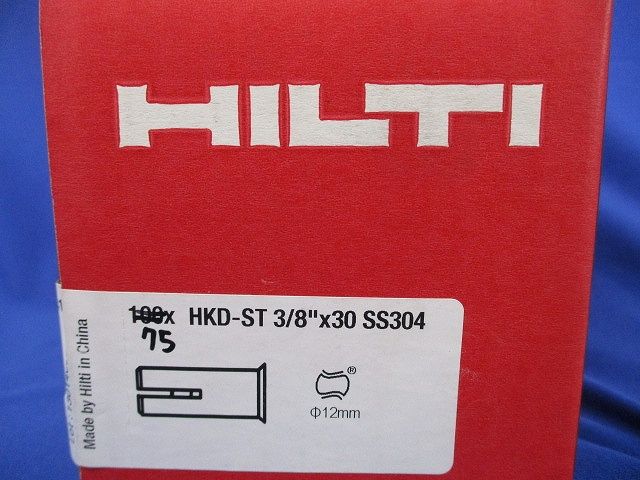 HILTI
100x HKD-ST 3/8"x30 SS304
75
®
Φ12mm
Made by Hilti in China